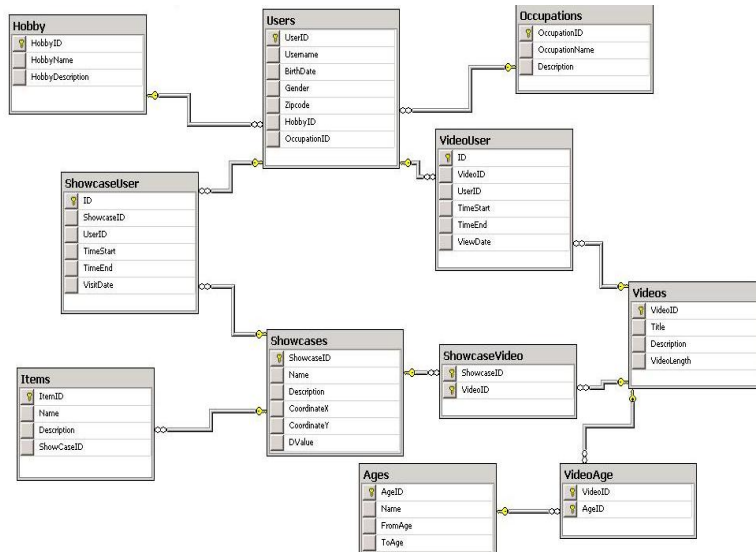 Hobby
HobbyID
HobbyName
HobbyDescription
Users
UserID
Username
BirthDate
Gender
Zipcode
HobbyID
OccupationID
Occupations
OccupationID
OccupationName
Description
ShowcaseUser
ID
ShowcaseID
UserID
TimeStart
TimeEnd
VisitDate
VideoUser
ID
VideoID
UserID
TimeStart
TimeEnd
ViewDate
Videos
VideoID
Title
Description
VideoLength
Showcases
ShowcaseID
Name
Description
CoordinateX
CoordinateY
DValue
ShowcaseVideo
ShowcaseID
VideoID
Items
ItemID
Name
Description
ShowCaseID
Ages
AgeID
Name
FromAge
ToAge
VideoAge
VideoID
AgeID